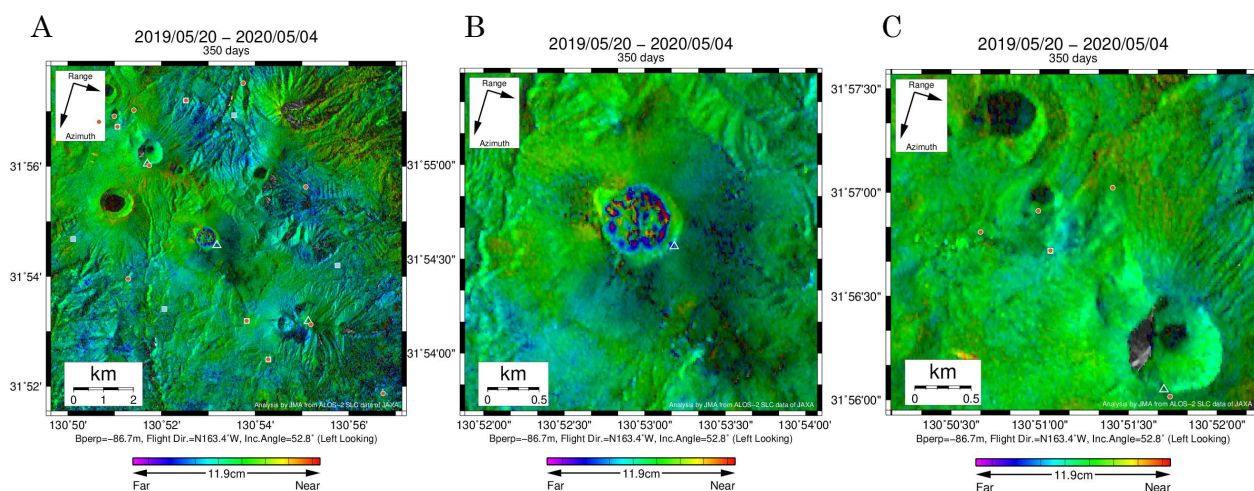 A
2019/05/20 − 2020/05/04
350 days
Range
Azimuth
31˚56'
31˚54'
31˚52'
km
0 1 2
Analysis by JMA from ALOS−2 SLC data of JAXA
130˚50' 130˚52' 130˚54' 130˚56'
Bperp=−86.7m, Flight Dir.=N163.4˚W, Inc.Angle=52.8˚ (Left Looking)
11.9cm
Far Near
B
2019/05/20 − 2020/05/04
350 days
Range
Azimuth
31˚55'00"
31˚54'30"
31˚54'00"
km
0 0.5
Analysis by JMA from ALOS−2 SLC data of JAXA
130˚52'00" 130˚52'30" 130˚53'00" 130˚53'30" 130˚54'00"
Bperp=−86.7m, Flight Dir.=N163.4˚W, Inc.Angle=52.8˚ (Left Looking)
11.9cm
Far Near
C
2019/05/20 − 2020/05/04
350 days
Range
Azimuth
31˚57'30"
31˚57'00"
31˚56'30"
31˚56'00"
km
0 0.5
Analysis by JMA from ALOS−2 SLC data of JAXA
130˚50'30" 130˚51'00" 130˚51'30" 130˚52'00"
Bperp=−86.7m, Flight Dir.=N163.4˚W, Inc.Angle=52.8˚ (Left Looking)
11.9cm
Far Near